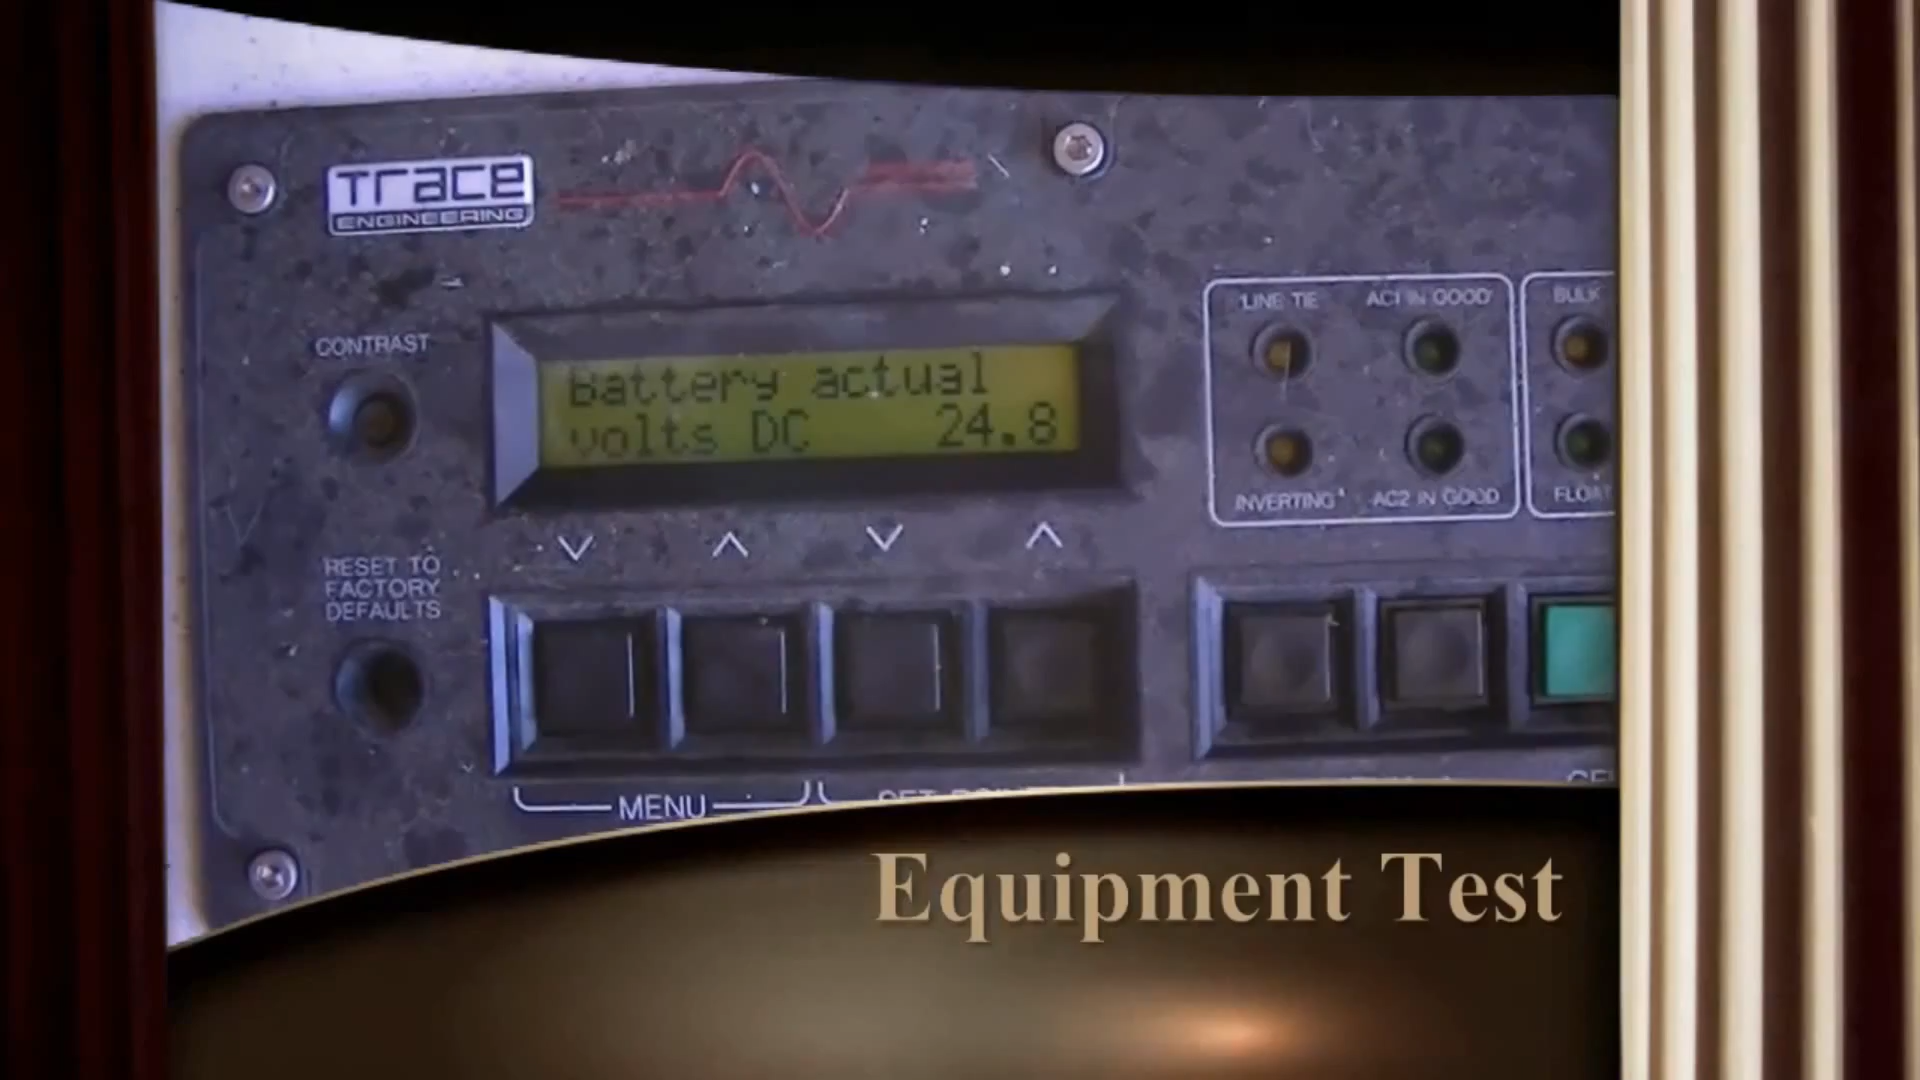 Trace
ENGINEERING
CONTRAST
Battery actual
volts DC 24.8
LINE TIE AC1 IN GOOD BULK
INVERTING AC2 IN GOOD FLOAT
RESET TO
FACTORY
DEFAULTS
MENU
Equipment Test